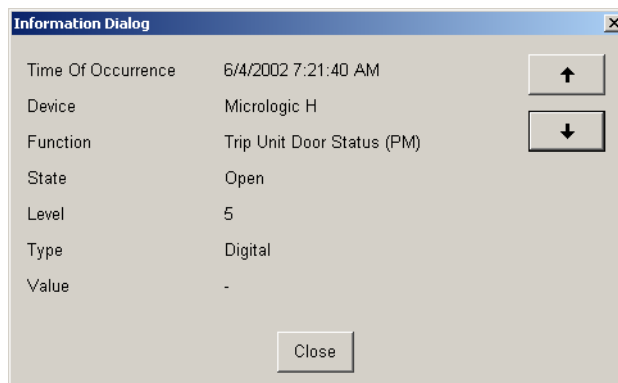 Information Dialog
Time Of Occurrence 6/4/2002 7:21:40 AM
Device Micrologic H
Function Trip Unit Door Status (PM)
State Open
Level 5
Type Digital
Value -
Close